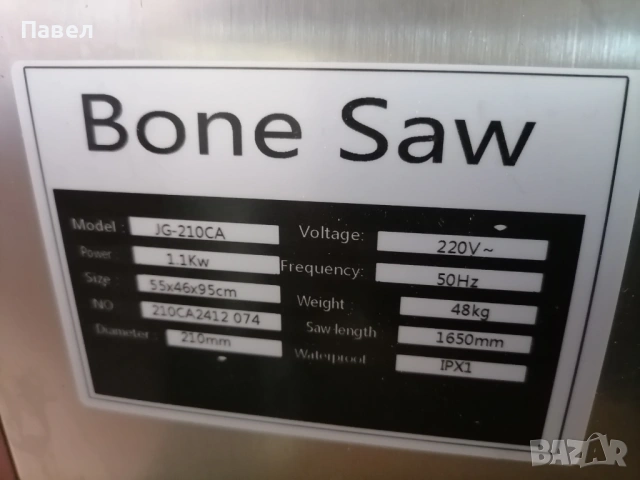 Павел
Bone Saw
Model : JG-210CA
Power 1.1Kw
Size : 55x46x95cm
NO 210CA2412 074
Diameter : 210mm
Voltage: 220V~
Frequency: 50Hz
Weight : 48kg
Saw length 1650mm
Waterproof IPX1
BAZAR